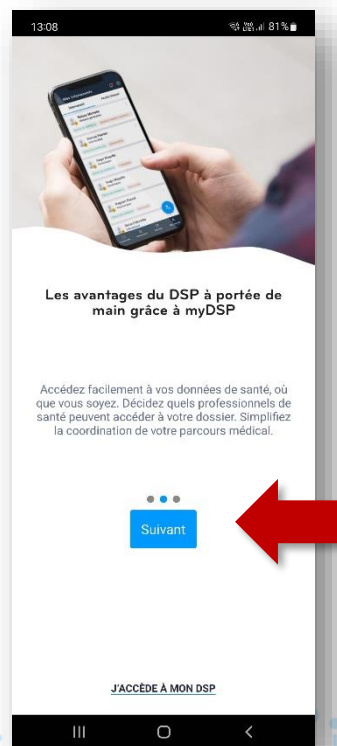 13:08
81%
Les avantages du DSP à portée de
main grâce à myDSP
Accédez facilement à vos données de santé, où
que vous soyez. Décidez quels professionnels de
santé peuvent accéder à votre dossier. Simplifiez
la coordination de votre parcours médical.
Suivant
J'ACCÈDE À MON DSP